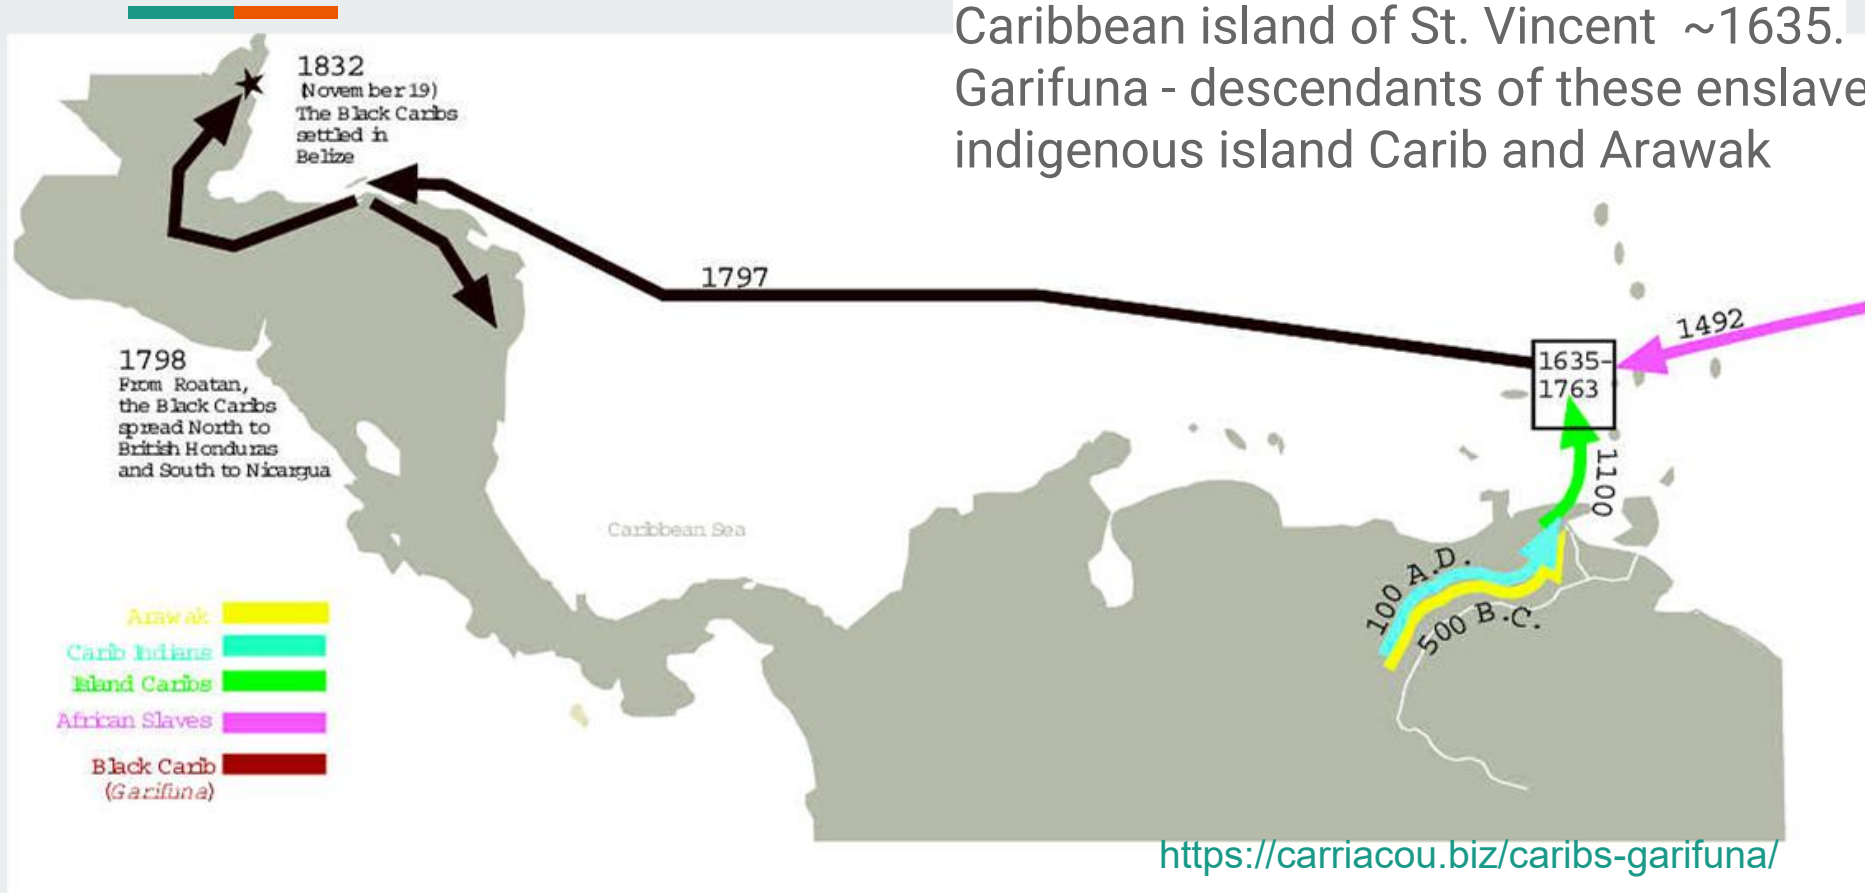 Caribbean island of St. Vincent ~1635.
Garifuna - descendants of these enslave
indigenous island Carib and Arawak
1832
(November 19)
The Black Caribs
settled in
Belize
1797
1492
1635-
1763
1100
1798
From Roatan,
the Black Caribs
spread North to
British Honduras
and South to Nicargua
Caribbean Sea
100 A.D.
500 B.C.
Arawak
Carib Indians
Island Caribs
African Slaves
Black Carib
(Garifuna)
https://carriacou.biz/caribs-garifuna/